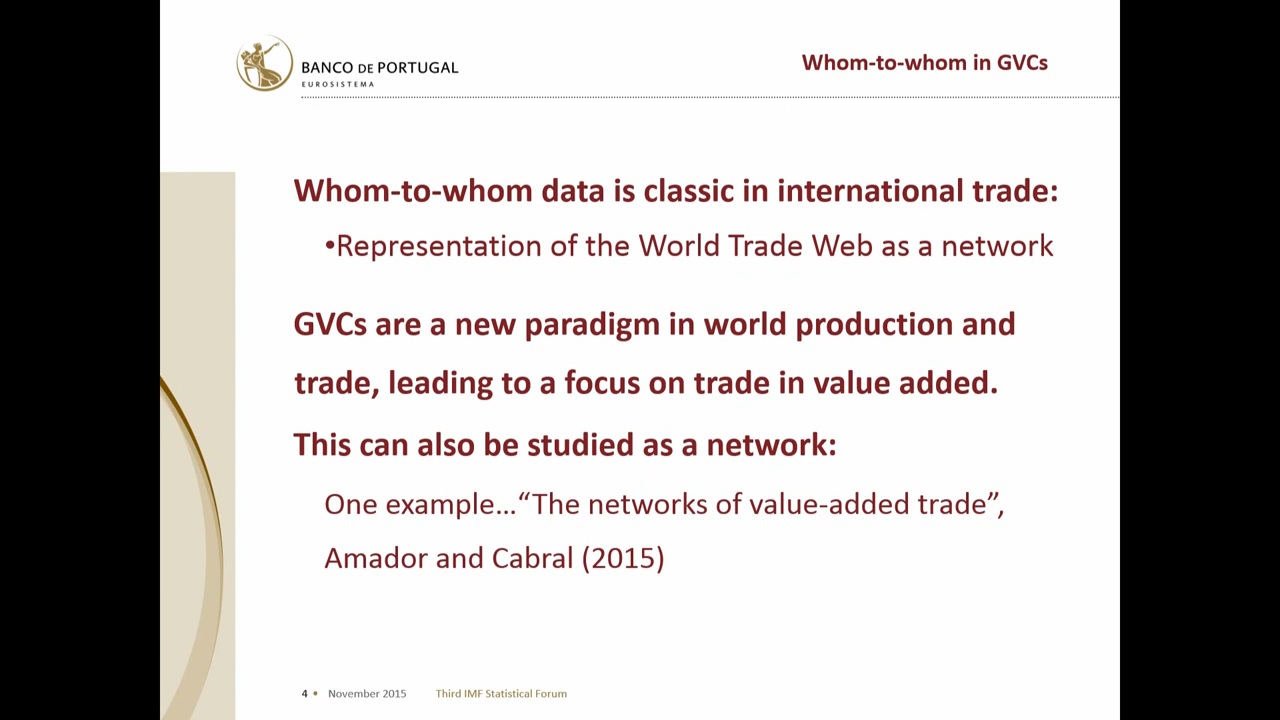 BANCO DE PORTUGAL
EUROSISTEMA
Whom-to-whom in GVCs
Whom-to-whom data is classic in international trade:
•Representation of the World Trade Web as a network
GVCs are a new paradigm in world production and
trade, leading to a focus on trade in value added.
This can also be studied as a network:
One example…“The networks of value-added trade”,
Amador and Cabral (2015)
4 • November 2015 Third IMF Statistical Forum